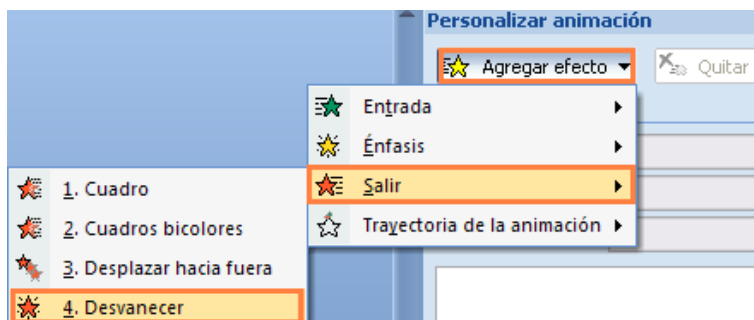 Personalizar animación
Agregar efecto
Quitar
Entrada
Énfasis
Salir
Trayectoria de la animación
1. Cuadro
2. Cuadros bicolores
3. Desplazar hacia fuera
4. Desvanecer